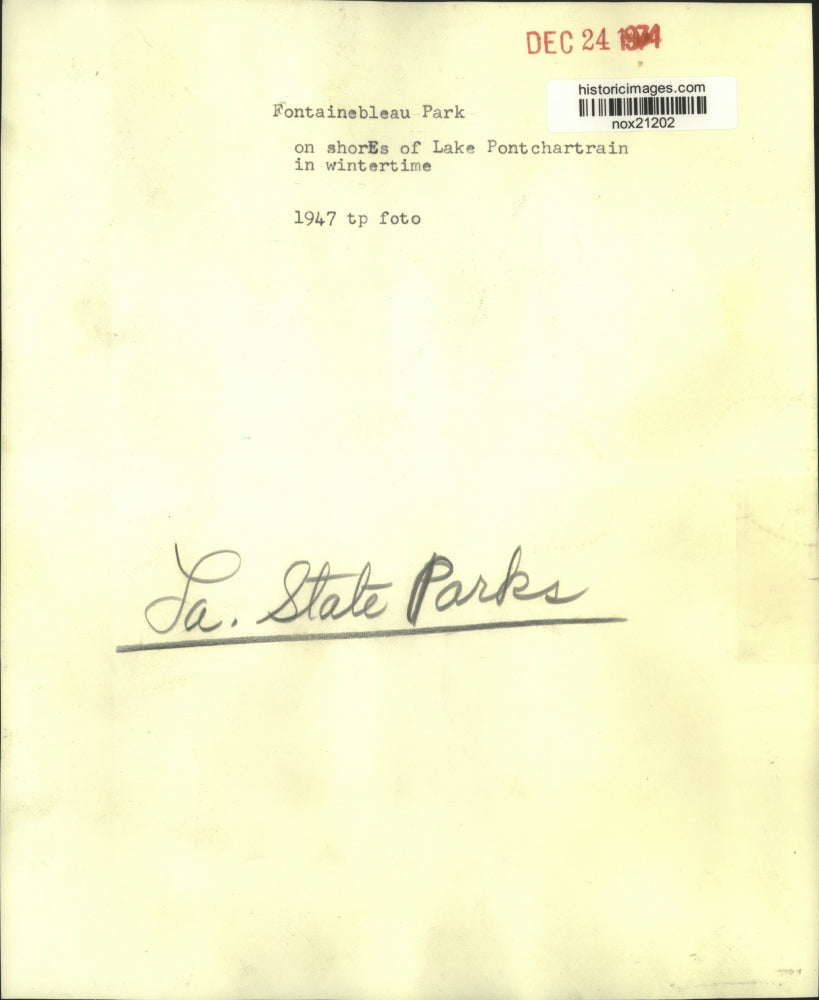 DEC 24 1974
historicimages.com
nox21202
Fontainebleau Park
on shorEs of Lake Pontchartrain
in wintertime
1947 tp foto
La. State Parks